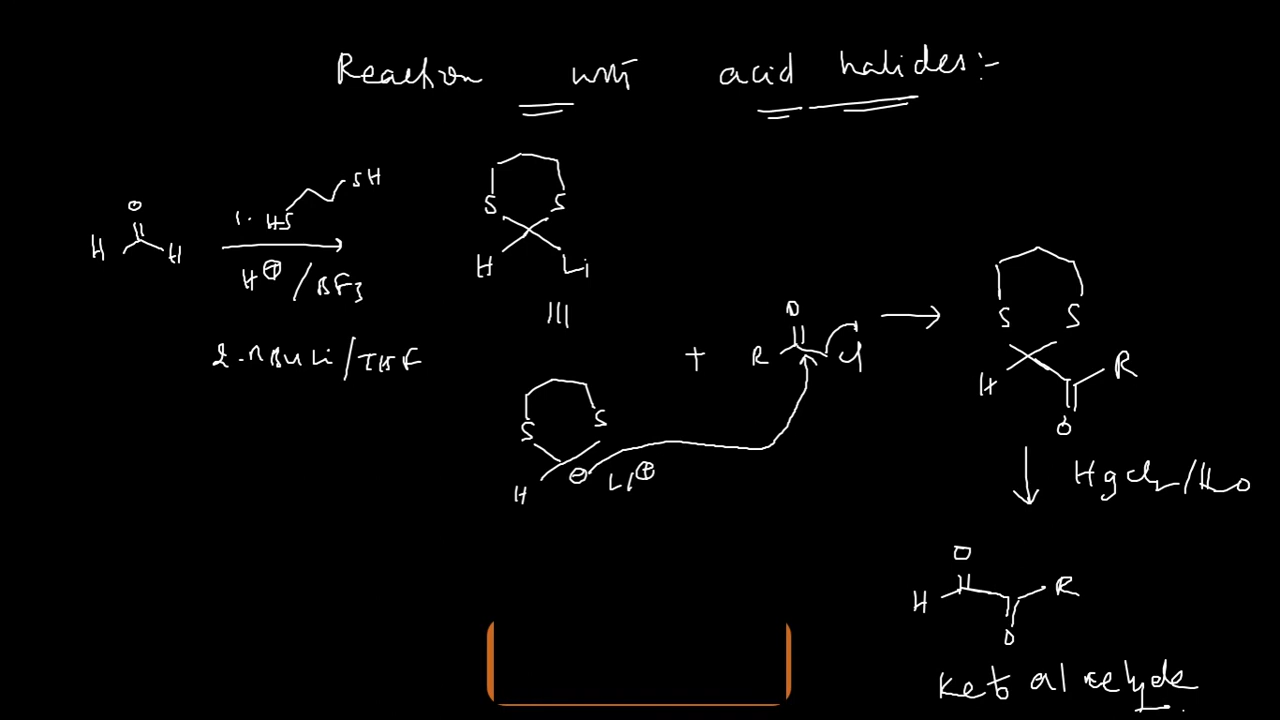 Reaction with acid halides:-
1. HS SH
O
H H
H⊕/BF3
2. nBuLi/THF
S S
H Li
|||
S S
H ⊖ Li⊕
+
O
R Cl
S S
H R
O
HgCl2/H2O
O
H R
O
Keto aldehyde